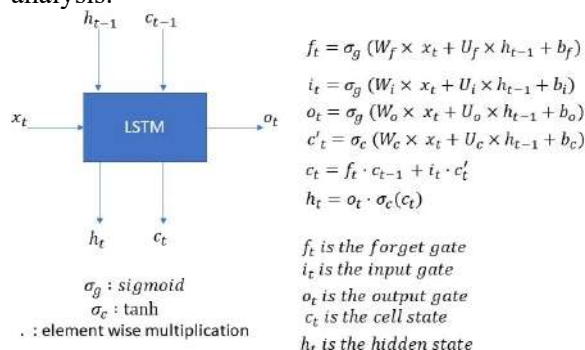 analysis.
h_{t-1} c_{t-1}
x_t
LSTM
o_t
h_t c_t
σ_g : sigmoid
σ_c : tanh
. : element wise multiplication
f_t = σ_g (W_f × x_t + U_f × h_{t-1} + b_f)
i_t = σ_g (W_i × x_t + U_i × h_{t-1} + b_i)
o_t = σ_g (W_o × x_t + U_o × h_{t-1} + b_o)
c'_t = σ_c (W_c × x_t + U_c × h_{t-1} + b_c)
c_t = f_t · c_{t-1} + i_t · c'_t
h_t = o_t · σ_c(c_t)
f_t is the forget gate
i_t is the input gate
o_t is the output gate
c_t is the cell state
h_t is the hidden state